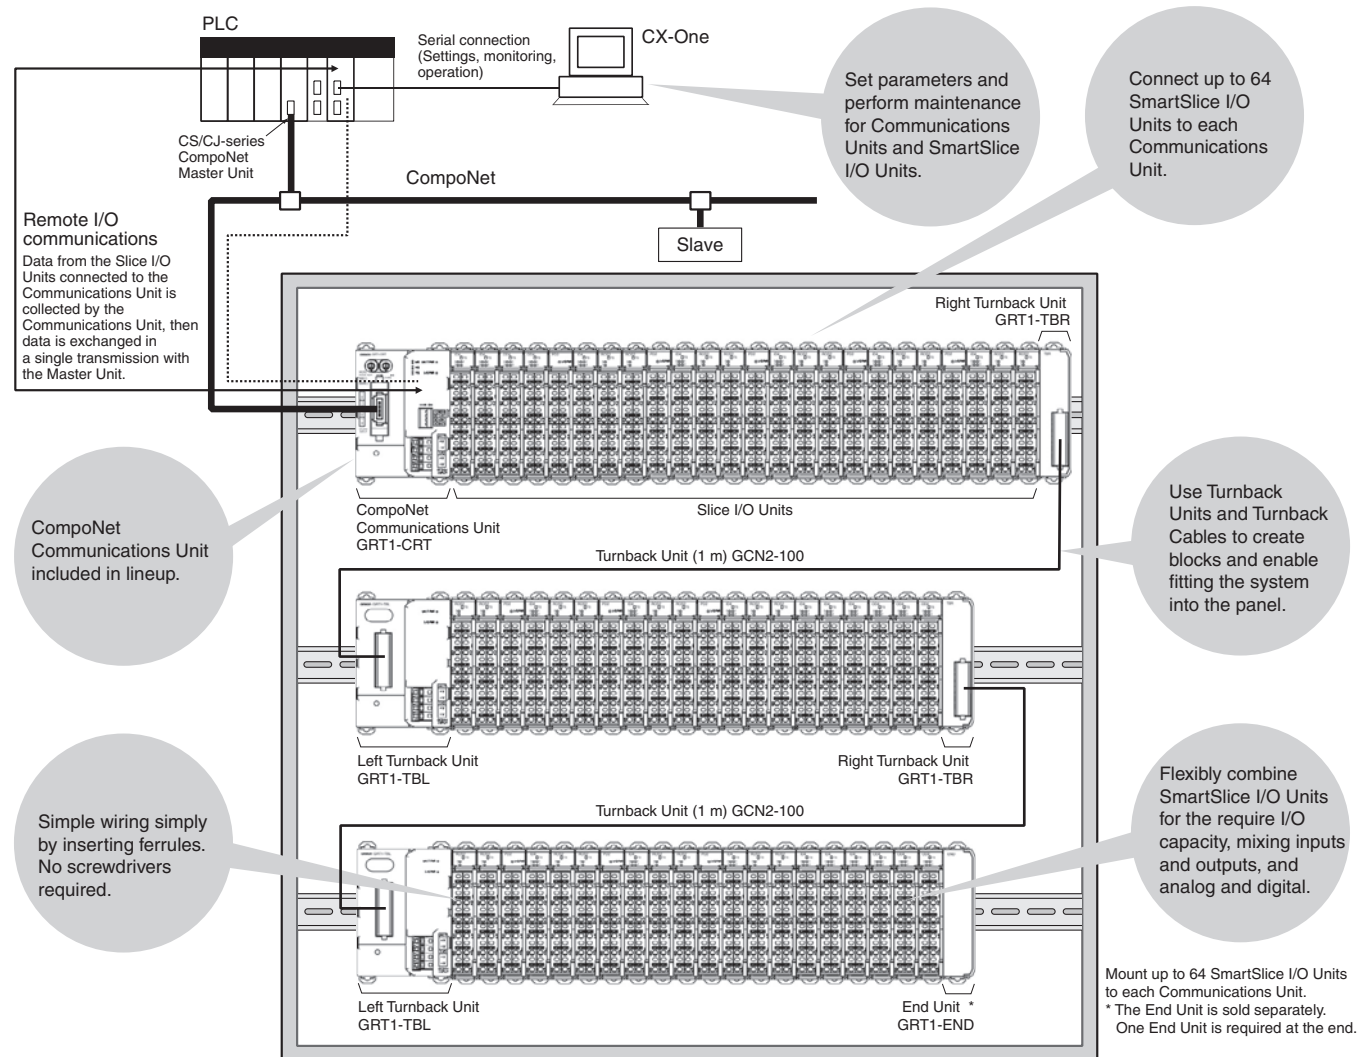 PLC
Serial connection
(Settings, monitoring,
operation)
CX-One
Set parameters and
perform maintenance
for Communications
Units and SmartSlice
I/O Units.
Connect up to 64
SmartSlice I/O
Units to each
Communications
Unit.
CS/CJ-series
CompoNet
Master Unit
CompoNet
Slave
Remote I/O
communications
Data from the Slice I/O
Units connected to the
Communications Unit is
collected by the
Communications Unit, then
data is exchanged in
a single transmission with
the Master Unit.
Right Turnback Unit
GRT1-TBR
CompoNet
Communications Unit
GRT1-CRT
Slice I/O Units
CompoNet
Communications Unit
included in lineup.
Use Turnback
Units and Turnback
Cables to create
blocks and enable
fitting the system
into the panel.
Turnback Unit (1 m) GCN2-100
Left Turnback Unit
GRT1-TBL
Right Turnback Unit
GRT1-TBR
Turnback Unit (1 m) GCN2-100
Simple wiring simply
by inserting ferrules.
No screwdrivers
required.
Flexibly combine
SmartSlice I/O Units
for the require I/O
capacity, mixing inputs
and outputs, and
analog and digital.
Left Turnback Unit
GRT1-TBL
End Unit *
GRT1-END
Mount up to 64 SmartSlice I/O Units
to each Communications Unit.
* The End Unit is sold separately.
One End Unit is required at the end.